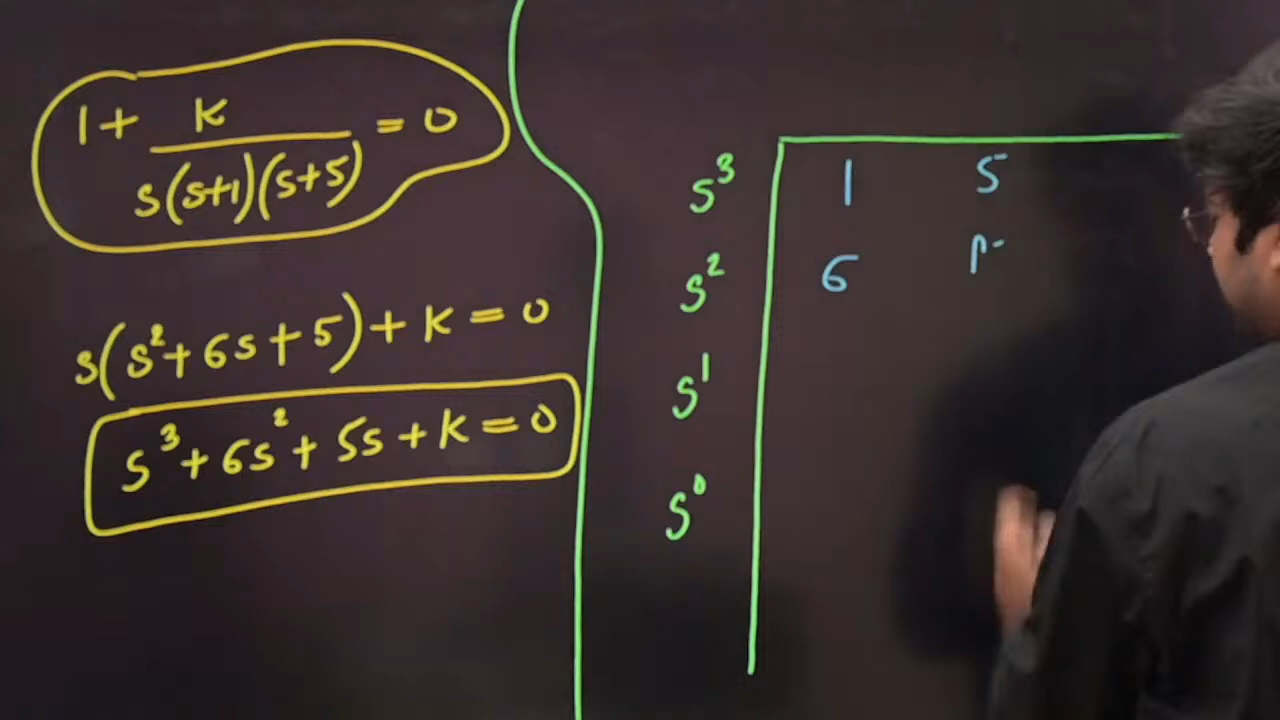 1 + K / s(s+1)(s+5) = 0
s(s²+6s+5)+K=0
s³+6s²+5s+K=0
s³ 1 5
s² 6
s¹
s⁰